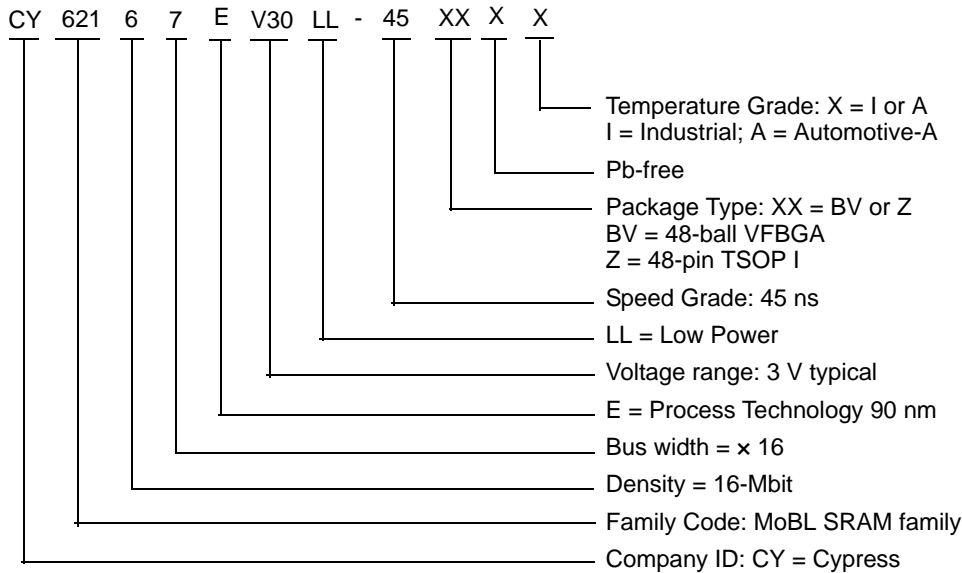 CY 621 6 7 E V30 LL - 45 XX X X
Temperature Grade: X = I or A
I = Industrial; A = Automotive-A
Pb-free
Package Type: XX = BV or Z
BV = 48-ball VFBGA
Z = 48-pin TSOP I
Speed Grade: 45 ns
LL = Low Power
Voltage range: 3 V typical
E = Process Technology 90 nm
Bus width = × 16
Density = 16-Mbit
Family Code: MoBL SRAM family
Company ID: CY = Cypress